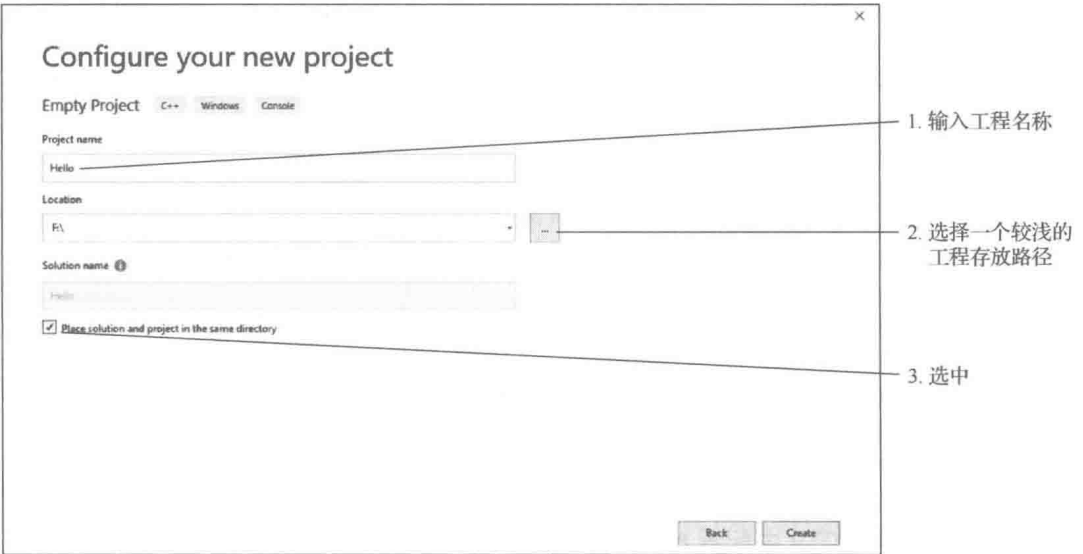 Configure your new project
Empty Project C++ Windows Console
Project name
Hello
1. 输入工程名称
Location
F:\
...
2. 选择一个较浅的
工程存放路径
Solution name
Hello
Place solution and project in the same directory
3. 选中
Back Create